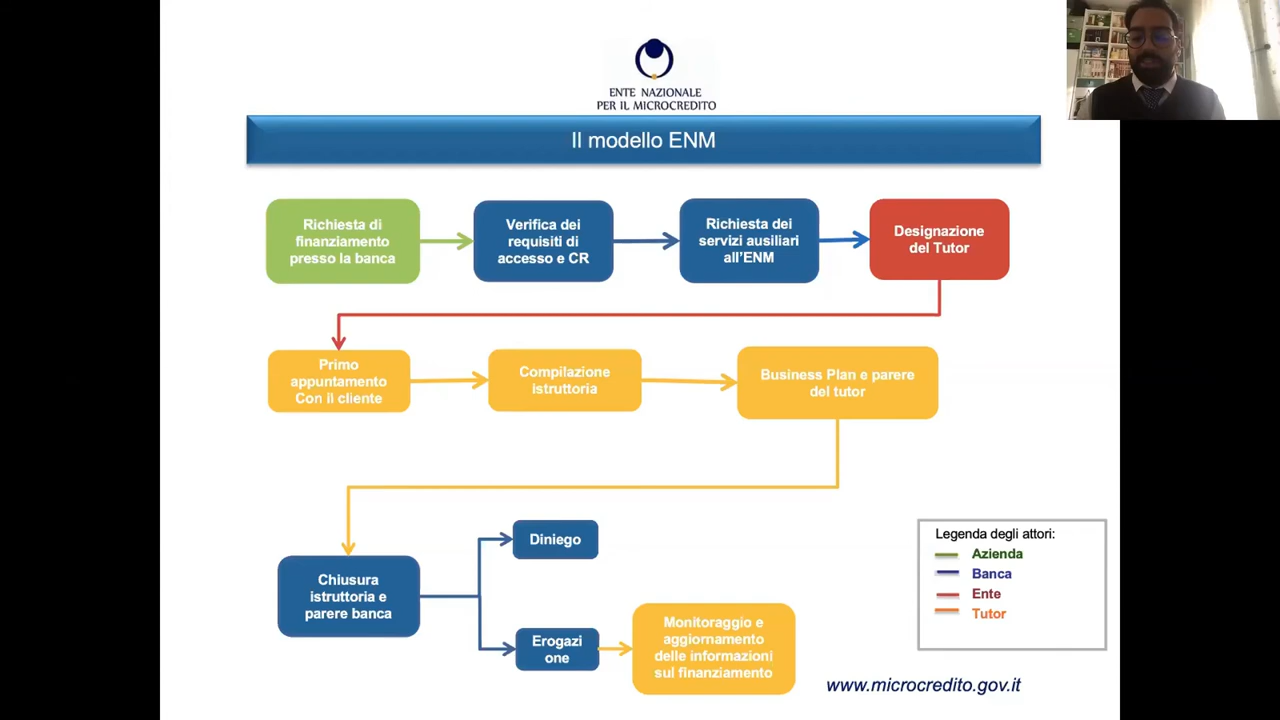 ENTE NAZIONALE
PER IL MICROCREDITO
Il modello ENM
Richiesta di
finanziamento
presso la banca
Verifica dei
requisiti di
accesso e CR
Richiesta dei
servizi ausiliari
all'ENM
Designazione
del Tutor
Primo
appuntamento
Con il cliente
Compilazione
istruttoria
Business Plan e parere
del tutor
Chiusura
istruttoria e
parere banca
Diniego
Erogazi
one
Monitoraggio e
aggiornamento
delle informazioni
sul finanziamento
Legenda degli attori:
Azienda
Banca
Ente
Tutor
www.microcredito.gov.it